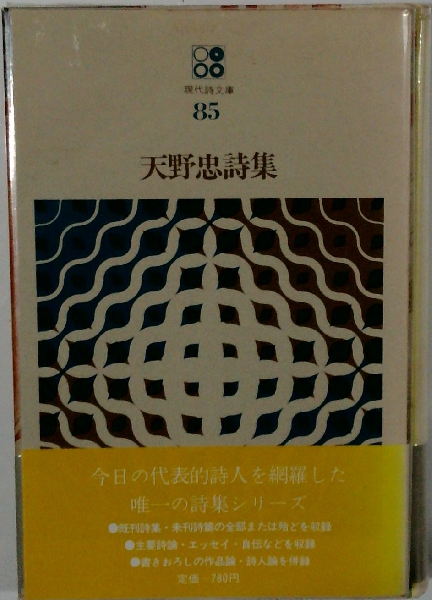 現代詩文庫
85
天野忠詩集
今日の代表的詩人を網羅した
唯一の詩集シリーズ
●既刊詩集・未刊詩篇の全部または殆どを収録
●主要詩論・エッセイ・自伝などを収録
●書きおろしの作品論・詩人論を併録
定価―780円